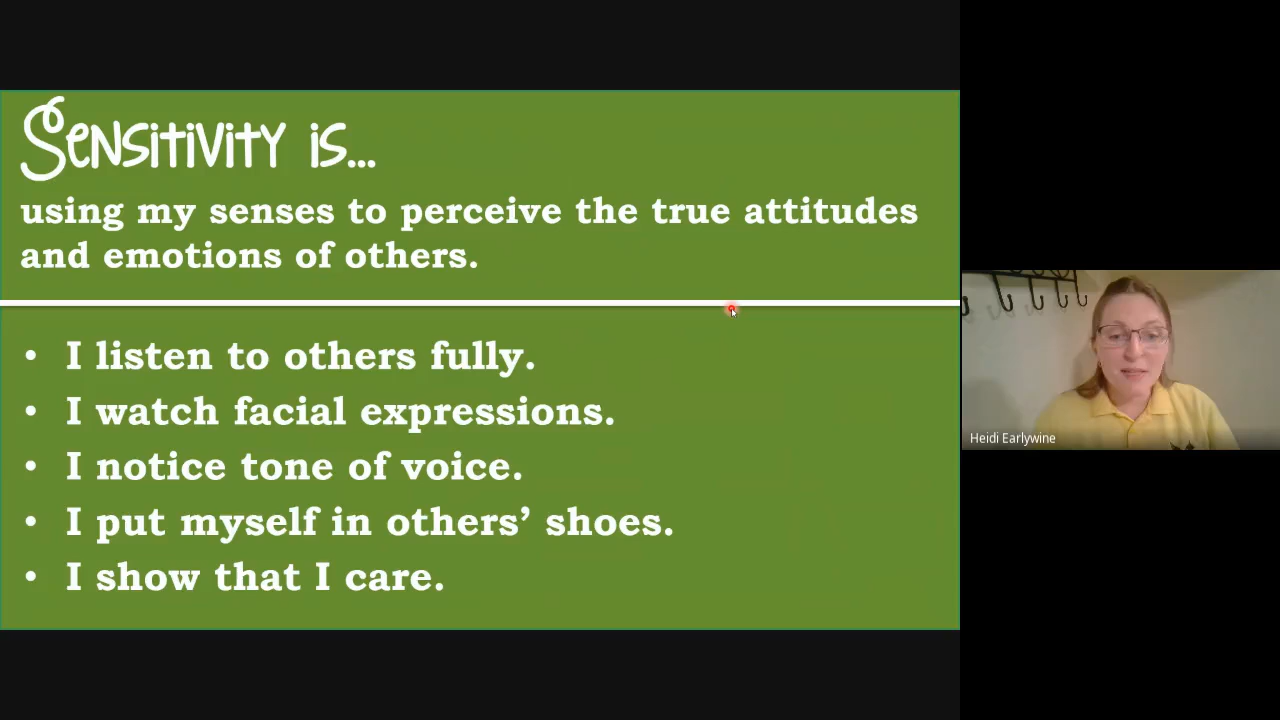 Sensitivity is...
using my senses to perceive the true attitudes
and emotions of others.
• I listen to others fully.
• I watch facial expressions.
• I notice tone of voice.
• I put myself in others’ shoes.
• I show that I care.
Heidi Earlywine